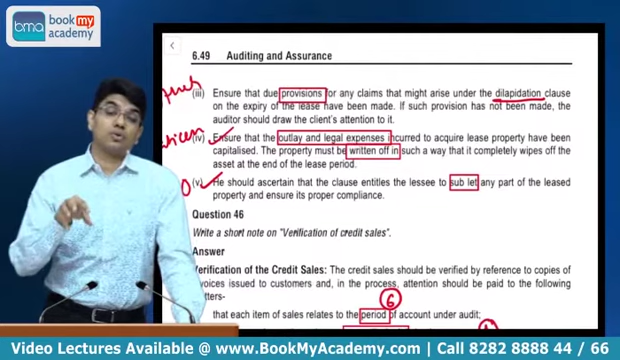 bma
book my
academy
6.49 Auditing and Assurance
(iii) Ensure that due provisions for any claims that might arise under the dilapidation clause
on the expiry of the lease have been made. If such provision has not been made, the
auditor should draw the client's attention to it.
(iv) Ensure that the outlay and legal expenses incurred to acquire lease property have been
capitalised. The property must be written off in such a way that it completely wipes off the
asset at the end of the lease period.
(v) He should ascertain that the clause entitles the lessee to sub let any part of the leased
property and ensure its proper compliance.
Question 46
Write a short note on "Verification of credit sales".
Answer
Verification of the Credit Sales: The credit sales should be verified by reference to copies of
invoices issued to customers and, in the process, attention should be paid to the following
matters-
6
that each item of sales relates to the period of account under audit;
Video Lectures Available @ www.BookMyAcademy.com | Call 8282 8888 44 / 66